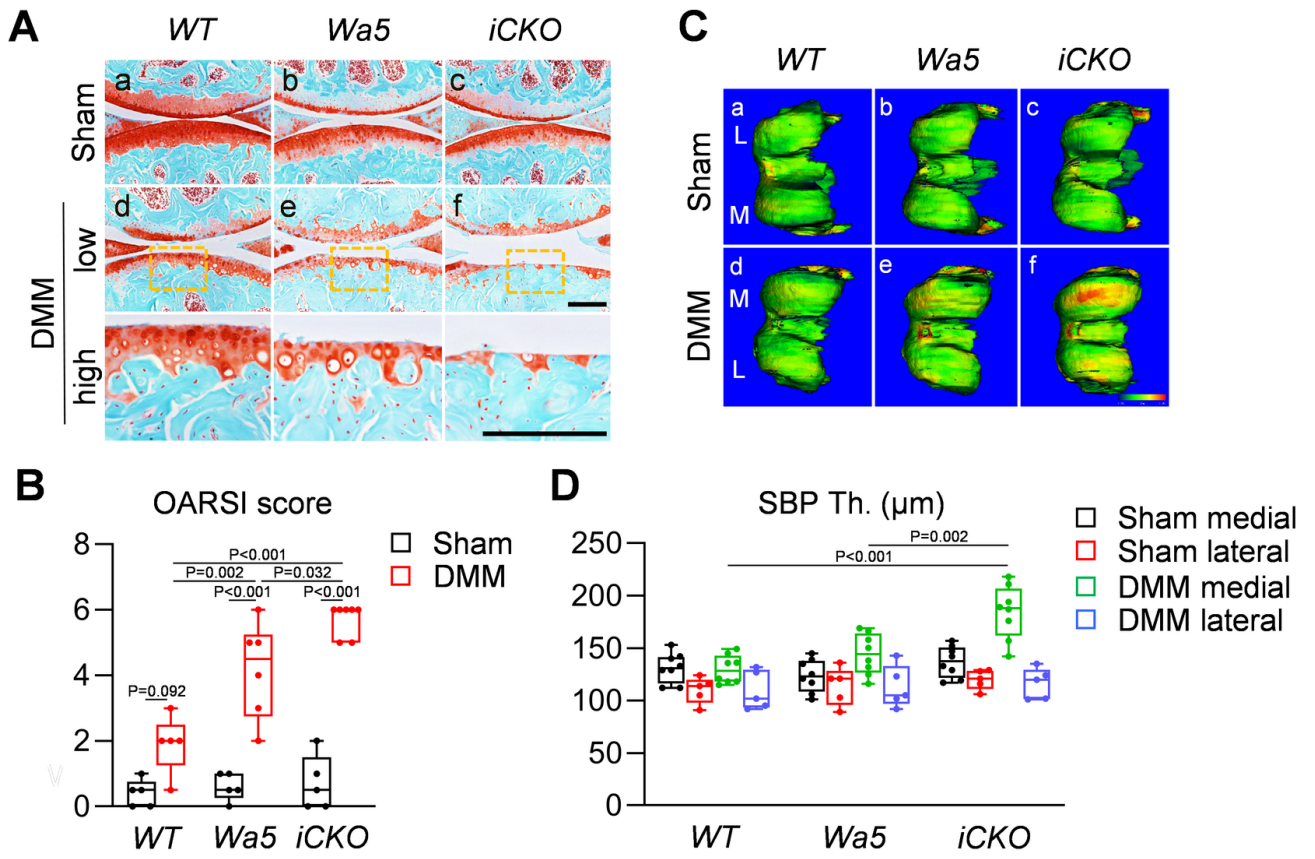 A
WT Wa5 iCKO
Sham
a b c
DMM
low
d e f
high
B
OARSI score
8
6
4
2
0
Sham
DMM
P<0.001
P=0.002 P=0.032
P<0.001 P<0.001
P=0.092
WT Wa5 iCKO
C
WT Wa5 iCKO
Sham
a b c
L
M
DMM
d e f
M
L
D
SBP Th. (µm)
250
200
150
100
50
0
P=0.002
P<0.001
Sham medial
Sham lateral
DMM medial
DMM lateral
WT Wa5 iCKO